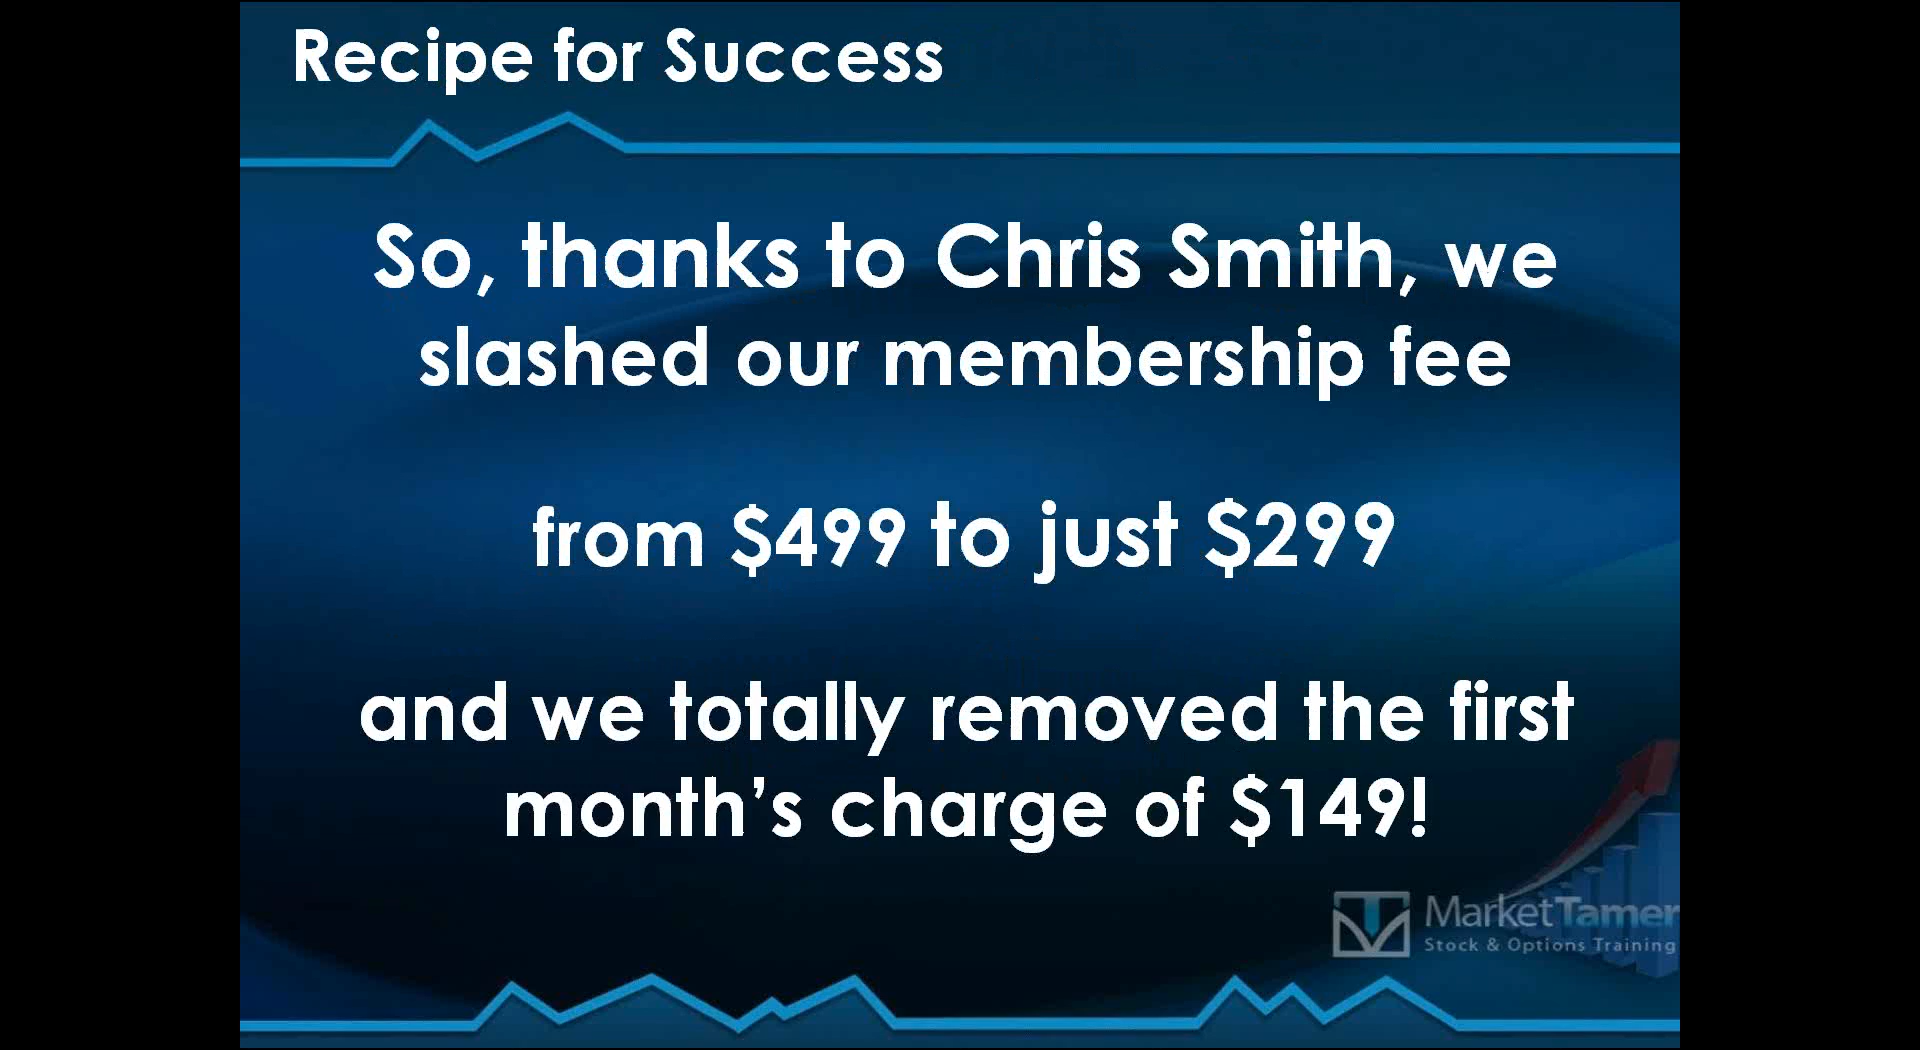 Recipe for Success
So, thanks to Chris Smith, we
slashed our membership fee
from $499 to just $299
and we totally removed the first
month’s charge of $149!
MarketTamer
Stock & Options Training